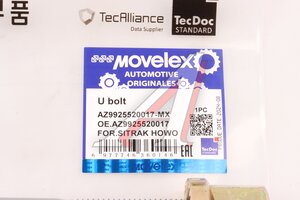 품
TecAlliance
Data Supplier
TecDoc
STANDARD
MOVELEX
AUTOMOTIVE
ORIGINALES
U bolt
AZ9925520017-MX
1PC
OE.AZ9925520017
FOR.SITRAK HOWO
EAC
TecDoc